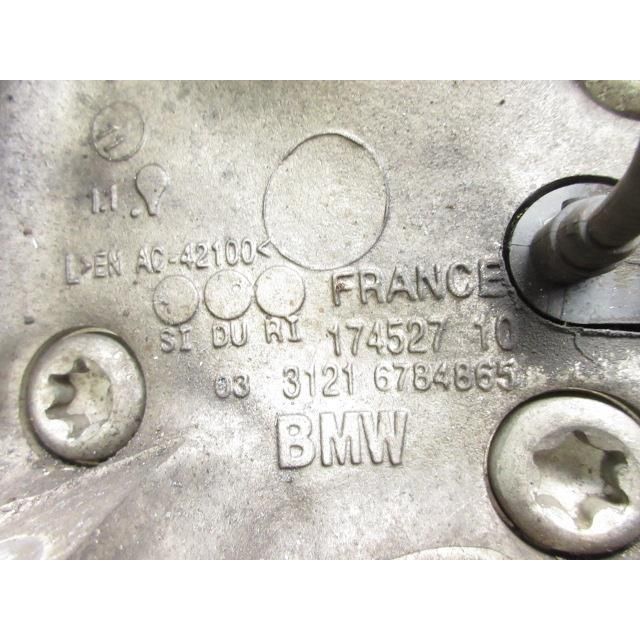 L>EN AC-42100<
FRANCE
SI DU RI
174527 10
03 3121 6784865
BMW